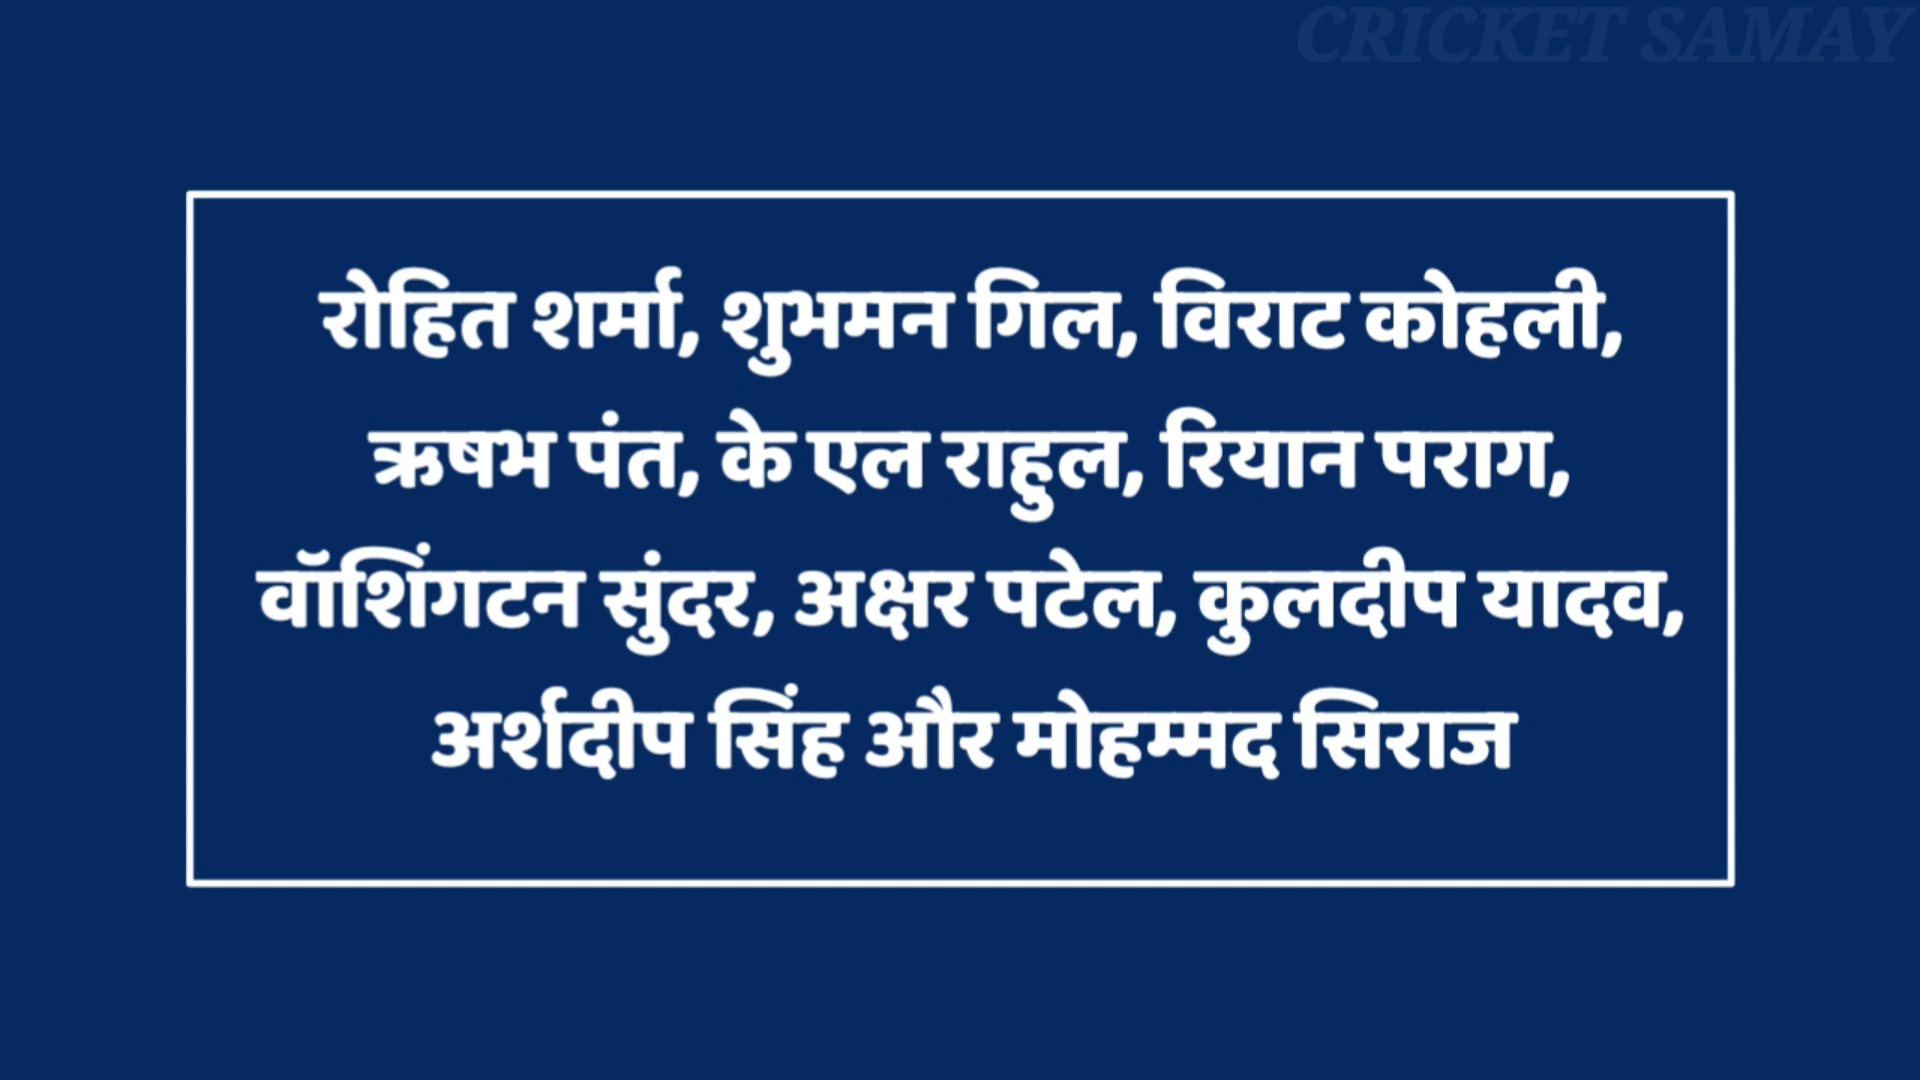 CRICKET SAMAY
रोहित शर्मा, शुभमन गिल, विराट कोहली,
ऋषभ पंत, के एल राहुल, रियान पराग,
वॉशिंगटन सुंदर, अक्षर पटेल, कुलदीप यादव,
अर्शदीप सिंह और मोहम्मद सिराज